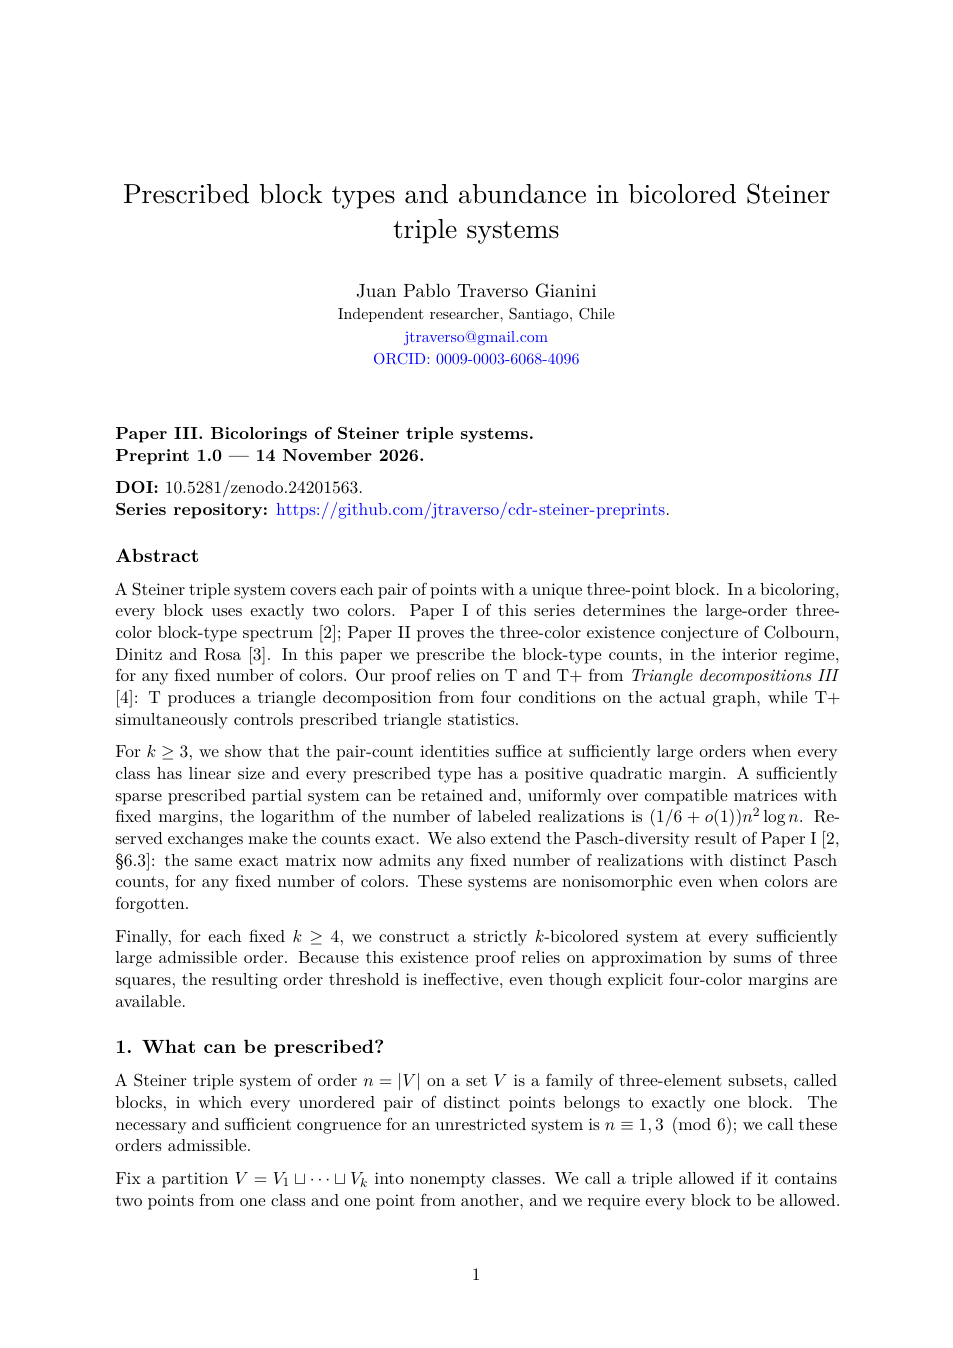 Prescribed block types and abundance in bicolored Steiner
triple systems
Juan Pablo Traverso Gianini
Independent researcher, Santiago, Chile
jtraverso@gmail.com
ORCID: 0009-0003-6068-4096
Paper III. Bicolorings of Steiner triple systems.
Preprint 1.0 — 14 November 2026.
DOI: 10.5281/zenodo.24201563.
Series repository: https://github.com/jtraverso/cdr-steiner-preprints.
Abstract
A Steiner triple system covers each pair of points with a unique three-point block. In a bicoloring,
every block uses exactly two colors. Paper I of this series determines the large-order three-
color block-type spectrum [2]; Paper II proves the three-color existence conjecture of Colbourn,
Dinitz and Rosa [3]. In this paper we prescribe the block-type counts, in the interior regime,
for any fixed number of colors. Our proof relies on T and T+ from Triangle decompositions III
[4]: T produces a triangle decomposition from four conditions on the actual graph, while T+
simultaneously controls prescribed triangle statistics.
For k ≥ 3, we show that the pair-count identities suffice at sufficiently large orders when every
class has linear size and every prescribed type has a positive quadratic margin. A sufficiently
sparse prescribed partial system can be retained and, uniformly over compatible matrices with
fixed margins, the logarithm of the number of labeled realizations is (1/6 + o(1))n² log n. Re-
served exchanges make the counts exact. We also extend the Pasch-diversity result of Paper I [2,
§6.3]: the same exact matrix now admits any fixed number of realizations with distinct Pasch
counts, for any fixed number of colors. These systems are nonisomorphic even when colors are
forgotten.
Finally, for each fixed k ≥ 4, we construct a strictly k-bicolored system at every sufficiently
large admissible order. Because this existence proof relies on approximation by sums of three
squares, the resulting order threshold is ineffective, even though explicit four-color margins are
available.
1. What can be prescribed?
A Steiner triple system of order n = |V| on a set V is a family of three-element subsets, called
blocks, in which every unordered pair of distinct points belongs to exactly one block. The
necessary and sufficient congruence for an unrestricted system is n ≡ 1, 3 (mod 6); we call these
orders admissible.
Fix a partition V = V₁ ⊔ ··· ⊔ Vₖ into nonempty classes. We call a triple allowed if it contains
two points from one class and one point from another, and we require every block to be allowed.
1